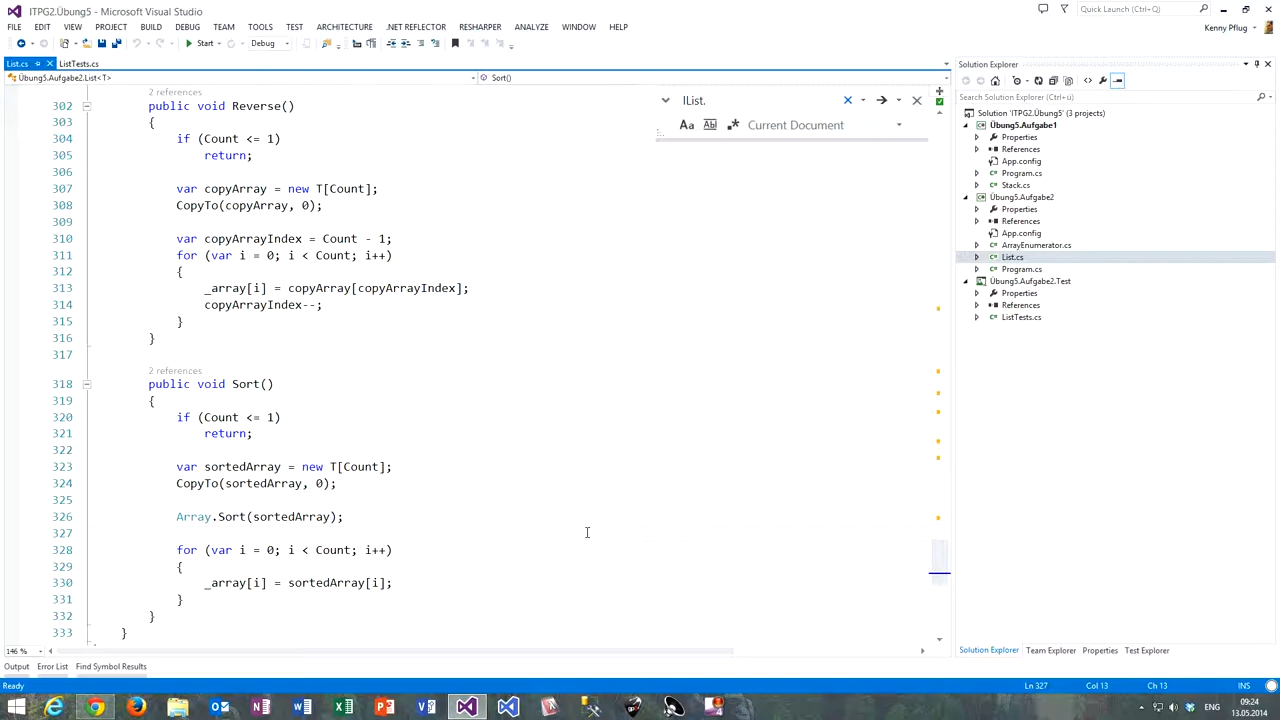 ITPG2.Übung5 - Microsoft Visual Studio
Quick Launch (Ctrl+Q)
FILE EDIT VIEW PROJECT BUILD DEBUG TEAM TOOLS TEST ARCHITECTURE .NET REFLECTOR RESHARPER ANALYZE WINDOW HELP
Kenny Pflug
Start Debug
List.cs ListTests.cs
Übung5.Aufgabe2.List<T> Sort()
2 references
302 public void Reverse()
303 {
304 if (Count <= 1)
305 return;
306
307 var copyArray = new T[Count];
308 CopyTo(copyArray, 0);
309
310 var copyArrayIndex = Count - 1;
311 for (var i = 0; i < Count; i++)
312 {
313 _array[i] = copyArray[copyArrayIndex];
314 copyArrayIndex--;
315 }
316 }
317
2 references
318 public void Sort()
319 {
320 if (Count <= 1)
321 return;
322
323 var sortedArray = new T[Count];
324 CopyTo(sortedArray, 0);
325
326 Array.Sort(sortedArray);
327
328 for (var i = 0; i < Count; i++)
329 {
330 _array[i] = sortedArray[i];
331 }
332 }
333 }
IList.
Aa Abl Current Document
146 %
Output Error List Find Symbol Results
Solution Explorer
Search Solution Explorer (Ctrl+ü)
Solution 'ITPG2.Übung5' (3 projects)
Übung5.Aufgabe1
Properties
References
App.config
Program.cs
Stack.cs
Übung5.Aufgabe2
Properties
References
App.config
ArrayEnumerator.cs
List.cs
Program.cs
Übung5.Aufgabe2.Test
Properties
References
ListTests.cs
Solution Explorer Team Explorer Properties Test Explorer
Ready Ln 327 Col 13 Ch 13 INS
ENG 09:24
13.05.2014